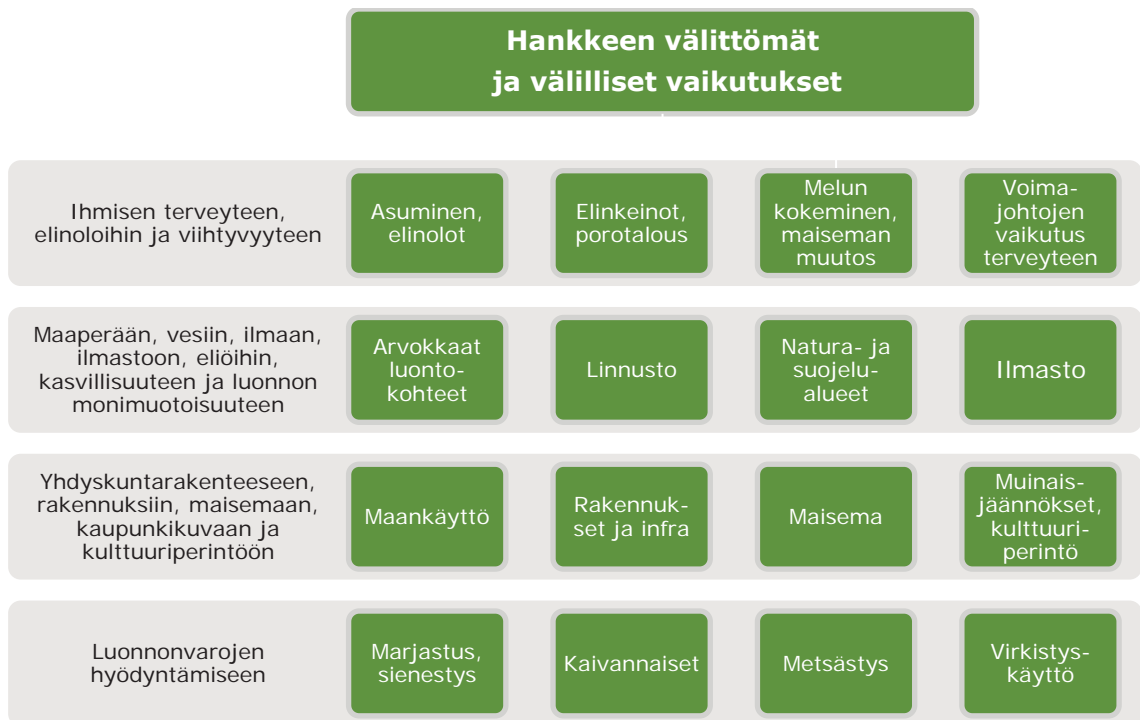 Hankkeen välittömät
ja välilliset vaikutukset
Ihmisen terveyteen,
elinoloihin ja viihtyvyyteen
Asuminen,
elinolot
Elinkeinot,
porotalous
Melun
kokeminen,
maiseman
muutos
Voima-
johtojen
vaikutus
terveyteen
Maaperään, vesiin, ilmaan,
ilmastoon, eliöihin,
kasvillisuuteen ja luonnon
monimuotoisuuteen
Arvokkaat
luonto-
kohteet
Linnusto
Natura- ja
suojelu-
alueet
Ilmasto
Yhdyskuntarakenteeseen,
rakennuksiin, maisemaan,
kaupunkikuvaan ja
kulttuuriperintöön
Maankäyttö
Rakennuk-
set ja infra
Maisema
Muinais-
jäännökset,
kulttuuri-
perintö
Luonnonvarojen
hyödyntämiseen
Marjastus,
sienestys
Kaivannaiset
Metsästys
Virkistys-
käyttö